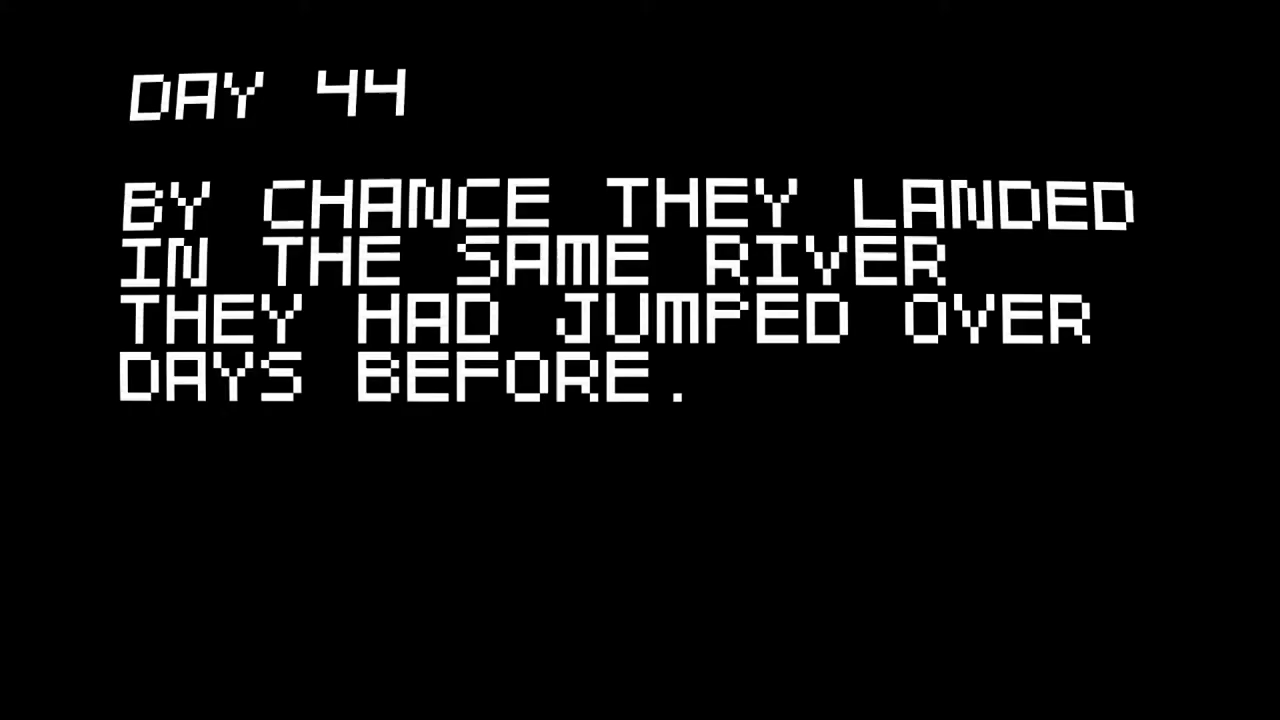 DAY 44
BY CHANCE THEY LANDED
IN THE SAME RIVER
THEY HAD JUMPED OVER
DAYS BEFORE.